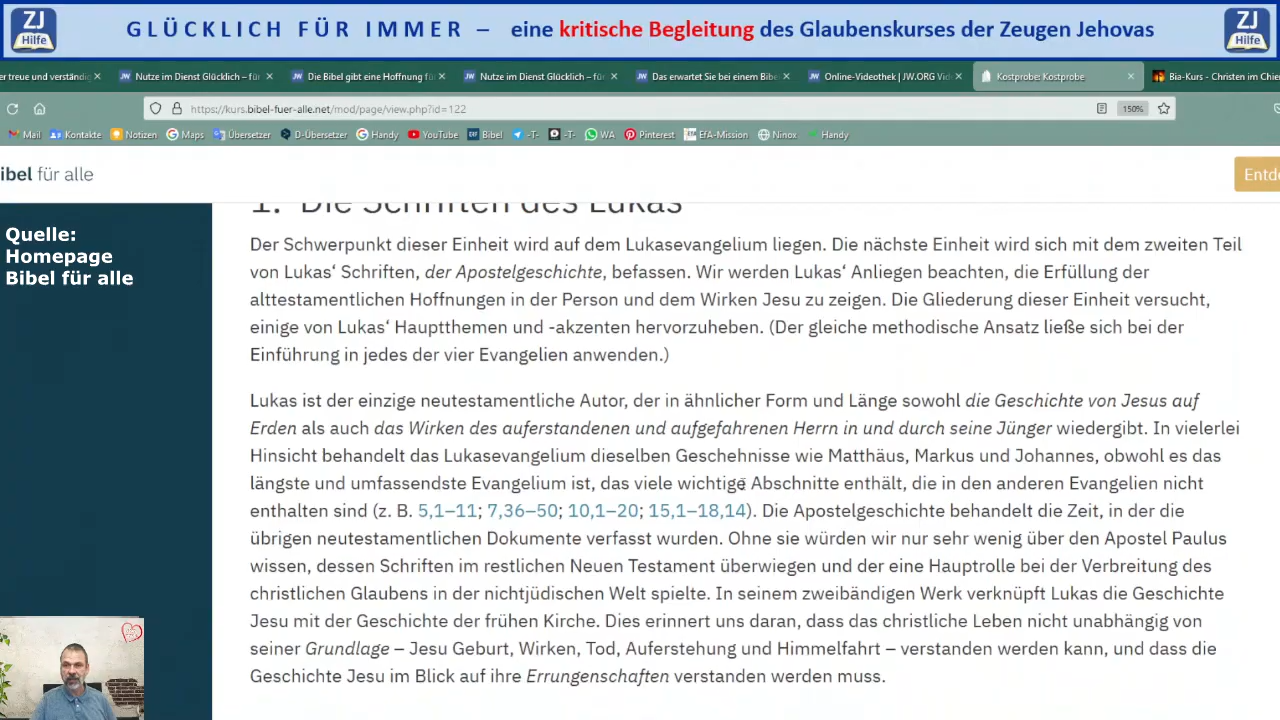 ZJ
Hilfe
GLÜCKLICH FÜR IMMER – eine kritische Begleitung des Glaubenskurses der Zeugen Jehovas
ZJ
Hilfe
er treue und verständig
Nutze im Dienst Glücklich – für
Die Bibel gibt eine Hoffnung fü
Nutze im Dienst Glücklich – für
Das erwartet Sie bei einem Bibe
Online-Videothek | JW.ORG Vid
Kostprobe: Kostprobe
Bia-Kurs - Christen im Chie
https://kurs.bibel-fuer-alle.net/mod/page/view.php?id=122
150%
Mail Kontakte Notizen Maps Übersetzer D-Übersetzer Handy YouTube Bibel -T- -T- WA Pinterest EfA-Mission Ninox Handy
ibel für alle
Entde
Quelle:
Homepage
Bibel für alle
1. Die Schriften des Lukas
Der Schwerpunkt dieser Einheit wird auf dem Lukasevangelium liegen. Die nächste Einheit wird sich mit dem zweiten Teil
von Lukas‘ Schriften, der Apostelgeschichte, befassen. Wir werden Lukas‘ Anliegen beachten, die Erfüllung der
alttestamentlichen Hoffnungen in der Person und dem Wirken Jesu zu zeigen. Die Gliederung dieser Einheit versucht,
einige von Lukas‘ Hauptthemen und -akzenten hervorzuheben. (Der gleiche methodische Ansatz ließe sich bei der
Einführung in jedes der vier Evangelien anwenden.)
Lukas ist der einzige neutestamentliche Autor, der in ähnlicher Form und Länge sowohl die Geschichte von Jesus auf
Erden als auch das Wirken des auferstandenen und aufgefahrenen Herrn in und durch seine Jünger wiedergibt. In vielerlei
Hinsicht behandelt das Lukasevangelium dieselben Geschehnisse wie Matthäus, Markus und Johannes, obwohl es das
längste und umfassendste Evangelium ist, das viele wichtige Abschnitte enthält, die in den anderen Evangelien nicht
enthalten sind (z. B. 5,1–11; 7,36–50; 10,1–20; 15,1–18,14). Die Apostelgeschichte behandelt die Zeit, in der die
übrigen neutestamentlichen Dokumente verfasst wurden. Ohne sie würden wir nur sehr wenig über den Apostel Paulus
wissen, dessen Schriften im restlichen Neuen Testament überwiegen und der eine Hauptrolle bei der Verbreitung des
christlichen Glaubens in der nichtjüdischen Welt spielte. In seinem zweibändigen Werk verknüpft Lukas die Geschichte
Jesu mit der Geschichte der frühen Kirche. Dies erinnert uns daran, dass das christliche Leben nicht unabhängig von
seiner Grundlage – Jesu Geburt, Wirken, Tod, Auferstehung und Himmelfahrt – verstanden werden kann, und dass die
Geschichte Jesu im Blick auf ihre Errungenschaften verstanden werden muss.